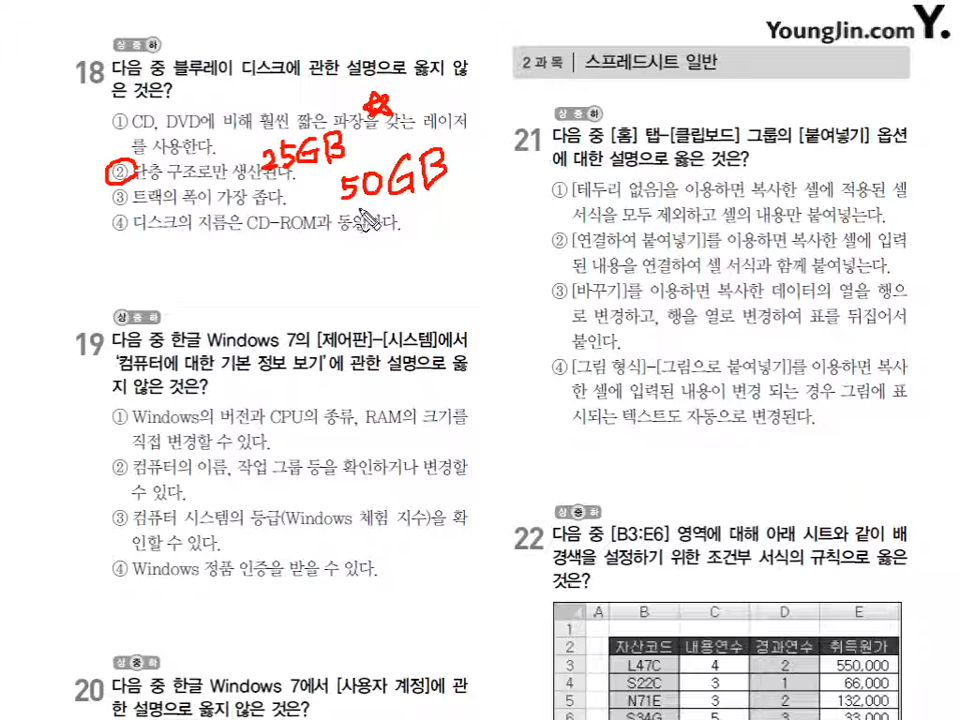 YoungJin.com Y.
상 중 하
18 다음 중 블루레이 디스크에 관한 설명으로 옳지 않
은 것은?
① CD, DVD에 비해 훨씬 짧은 파장을 갖는 레이저
를 사용한다.
② 단층 구조로만 생산된다.
25GB
50GB
③ 트랙의 폭이 가장 좁다.
④ 디스크의 지름은 CD-ROM과 동일하다.
상 중 하
19 다음 중 한글 Windows 7의 [제어판]-[시스템]에서
'컴퓨터에 대한 기본 정보 보기'에 관한 설명으로 옳
지 않은 것은?
① Windows의 버전과 CPU의 종류, RAM의 크기를
직접 변경할 수 있다.
② 컴퓨터의 이름, 작업 그룹 등을 확인하거나 변경할
수 있다.
③ 컴퓨터 시스템의 등급(Windows 체험 지수)을 확
인할 수 있다.
④ Windows 정품 인증을 받을 수 있다.
상 중 하
20 다음 중 한글 Windows 7에서 [사용자 계정]에 관
한 설명으로 옳지 않은 것은?
2과목 | 스프레드시트 일반
상 중 하
21 다음 중 [홈] 탭-[클립보드] 그룹의 [붙여넣기] 옵션
에 대한 설명으로 옳은 것은?
① [테두리 없음]을 이용하면 복사한 셀에 적용된 셀
서식을 모두 제외하고 셀의 내용만 붙여넣는다.
② [연결하여 붙여넣기]를 이용하면 복사한 셀에 입력
된 내용을 연결하여 셀 서식과 함께 붙여넣는다.
③ [바꾸기]를 이용하면 복사한 데이터의 열을 행으
로 변경하고, 행을 열로 변경하여 표를 뒤집어서
붙인다.
④ [그림 형식]-[그림으로 붙여넣기]를 이용하면 복사
한 셀에 입력된 내용이 변경 되는 경우 그림에 표
시되는 텍스트도 자동으로 변경된다.
상 중 하
22 다음 중 [B3:E6] 영역에 대해 아래 시트와 같이 배
경색을 설정하기 위한 조건부 서식의 규칙으로 옳은
것은?
A B C D E
1
2 자산코드 내용연수 경과연수 취득원가
3 L47C 4 2 550,000
4 S22C 3 1 66,000
5 N71E 3 2 132,000
6 S34G 5 3 33,000